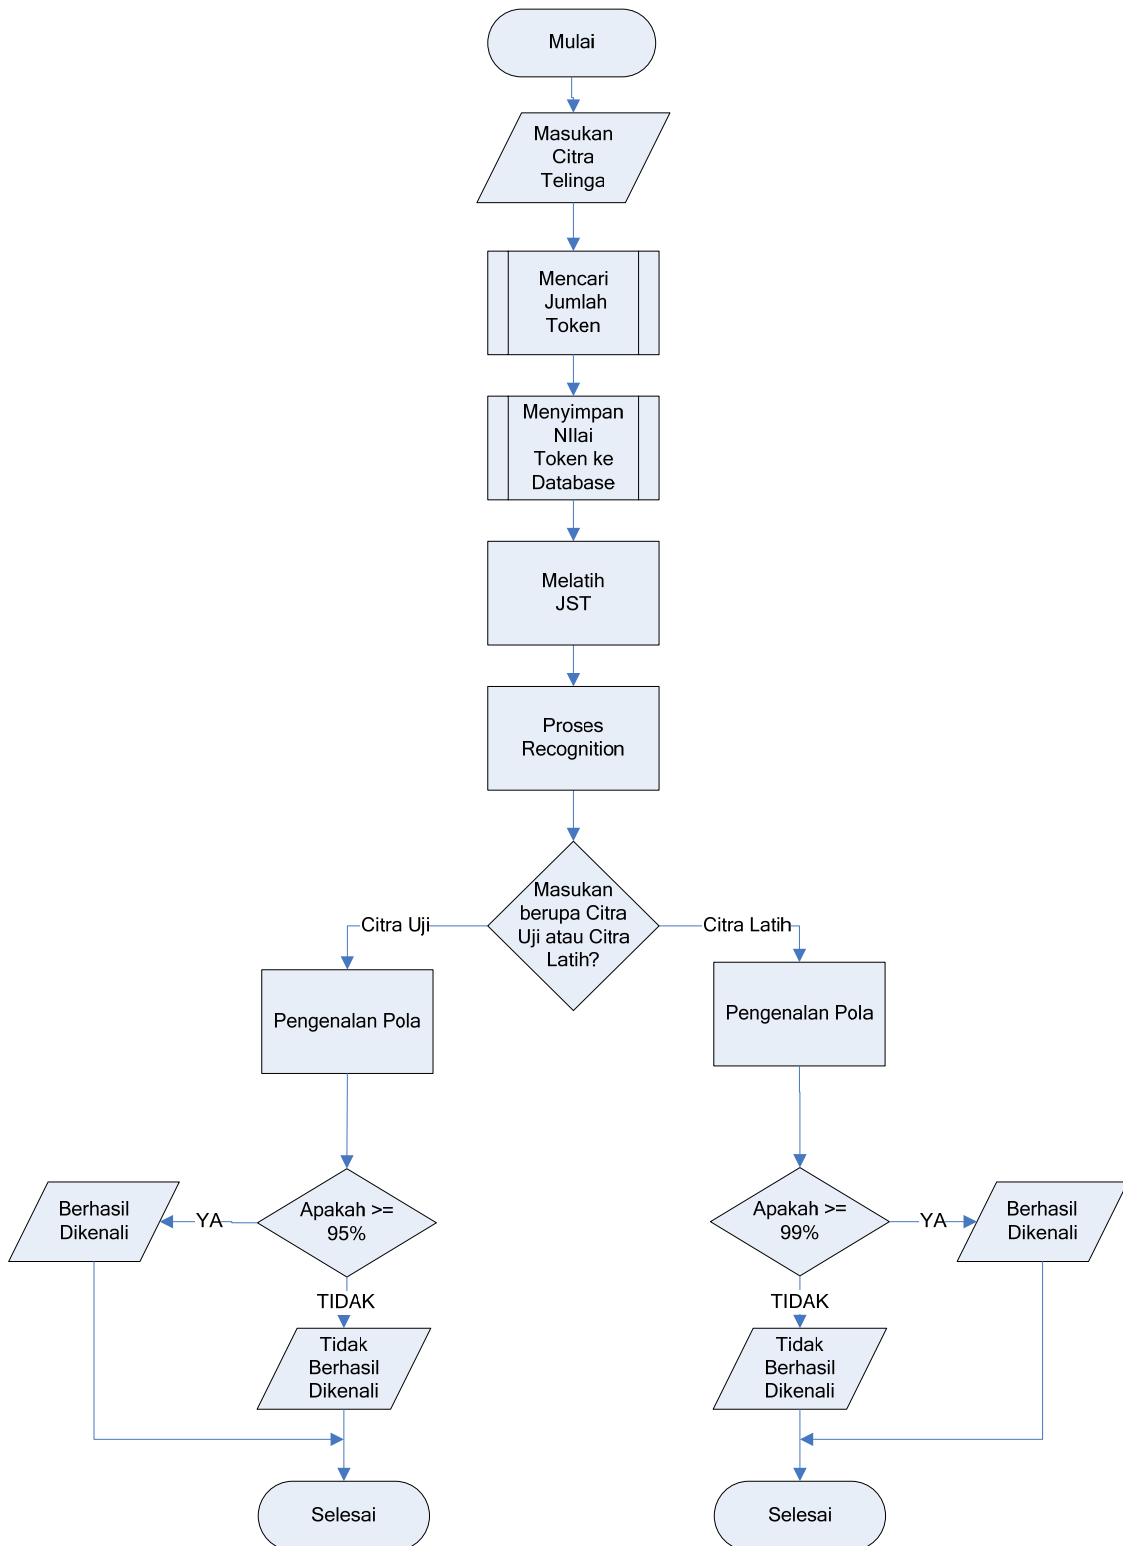 Mulai
Masukan
Citra
Telinga
Mencari
Jumlah
Token
Menyimpan
NIlai
Token ke
Database
Melatih
JST
Proses
Recognition
Masukan
berupa Citra
Uji atau Citra
Latih?
Citra Uji
Citra Latih
Pengenalan Pola
Pengenalan Pola
Apakah >=
95%
YA
Berhasil
Dikenali
TIDAK
Tidak
Berhasil
Dikenali
Selesai
Apakah >=
99%
YA
Berhasil
Dikenali
TIDAK
Tidak
Berhasil
Dikenali
Selesai